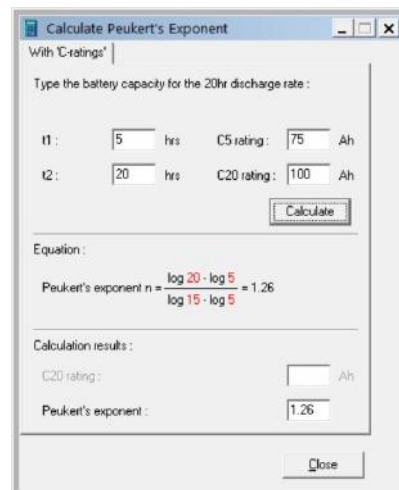 Calculate Peukert's Exponent
With 'C-ratings'
Type the battery capacity for the 20hr discharge rate :
t1 : 5 hrs C5 rating : 75 Ah
t2 : 20 hrs C20 rating : 100 Ah
Calculate
Equation :
log 20 - log 5
Peukert's exponent n = = 1.26
log 15 - log 5
Calculation results :
C20 rating : Ah
Peukert's exponent : 1.26
Close